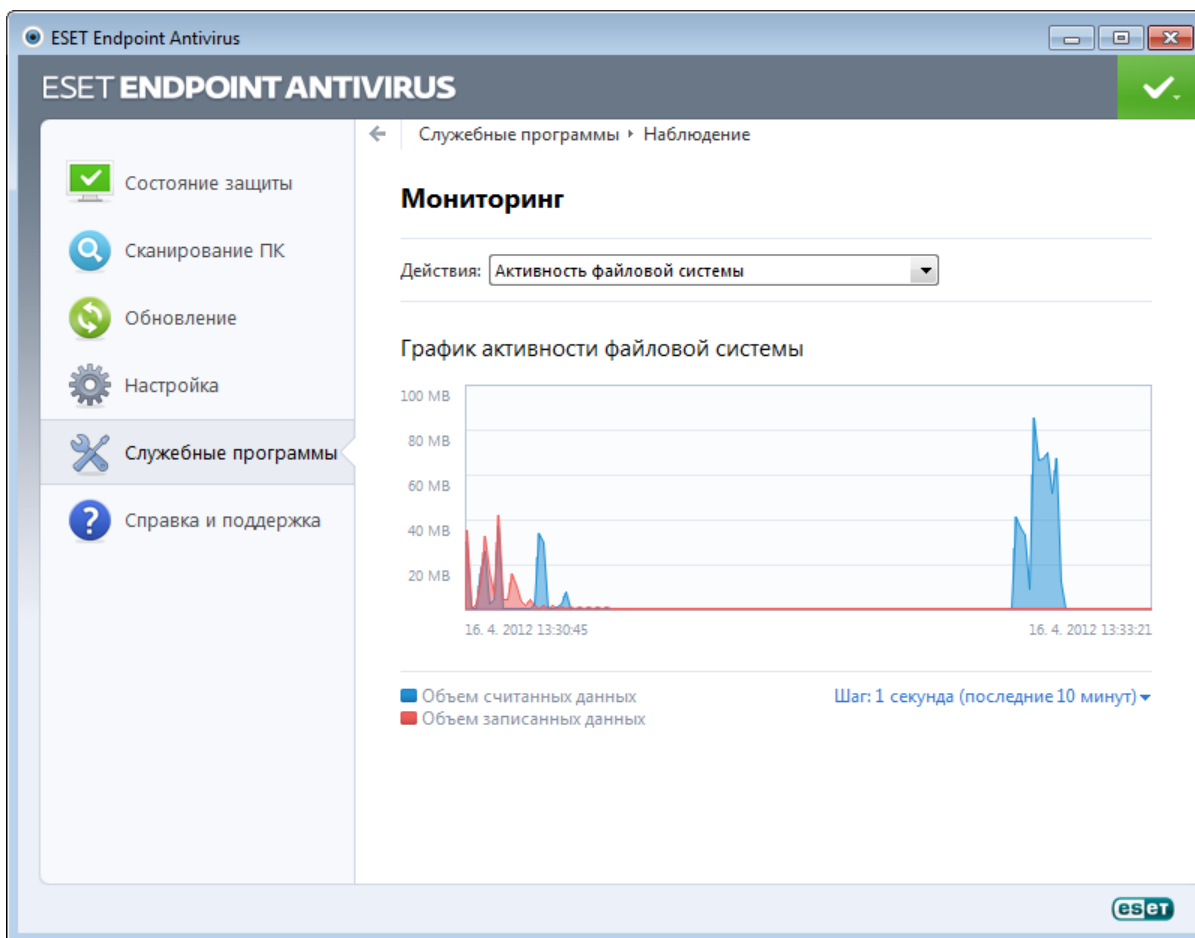 ESET Endpoint Antivirus
ESET ENDPOINT ANTIVIRUS
Служебные программы Наблюдение
Состояние защиты
Сканирование ПК
Обновление
Настройка
Служебные программы
Справка и поддержка
Мониторинг
Действия: Активность файловой системы
График активности файловой системы
100 MB
80 MB
60 MB
40 MB
20 MB
16. 4. 2012 13:30:45 16. 4. 2012 13:33:21
Объем считанных данных
Объем записанных данных
Шаг: 1 секунда (последние 10 минут)
eset